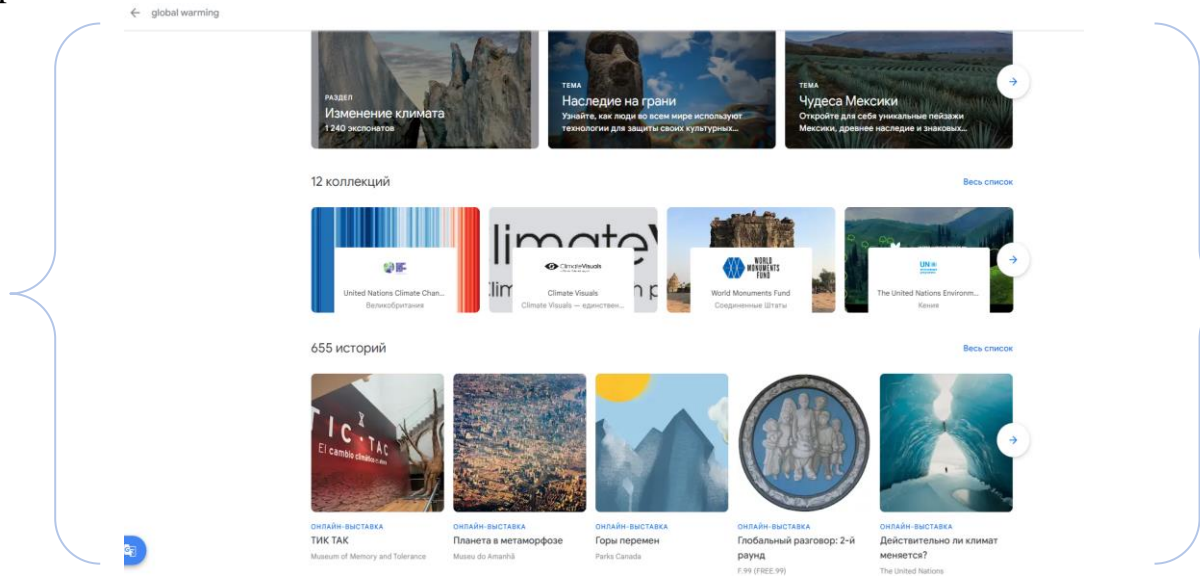 global warming
РАЗДЕЛ
Изменение климата
1 240 экспонатов
ТЕМА
Наследие на грани
Узнайте, как люди во всем мире используют
технологии для защиты своих культурных...
ТЕМА
Чудеса Мексики
Откройте для себя уникальные пейзажи
Мексики, древнее наследие и знаковых...
12 коллекций
Весь список
United Nations Climate Chan...
Великобритания
ClimateVisuals
Climate Visuals
Climate Visuals — единствен...
WORLD
MONUMENTS
FUND
World Monuments Fund
Соединенные Штаты
UN
The United Nations Environm...
Кения
655 историй
Весь список
TIC-TAC
El cambio climático
ОНЛАЙН-ВЫСТАВКА
ТИК ТАК
Museum of Memory and Tolerance
ОНЛАЙН-ВЫСТАВКА
Планета в метаморфозе
Museu do Amanhã
ОНЛАЙН-ВЫСТАВКА
Горы перемен
Parks Canada
ОНЛАЙН-ВЫСТАВКА
Глобальный разговор: 2-й
раунд
F.99 (FREE.99)
ОНЛАЙН-ВЫСТАВКА
Действительно ли климат
меняется?
The United Nations